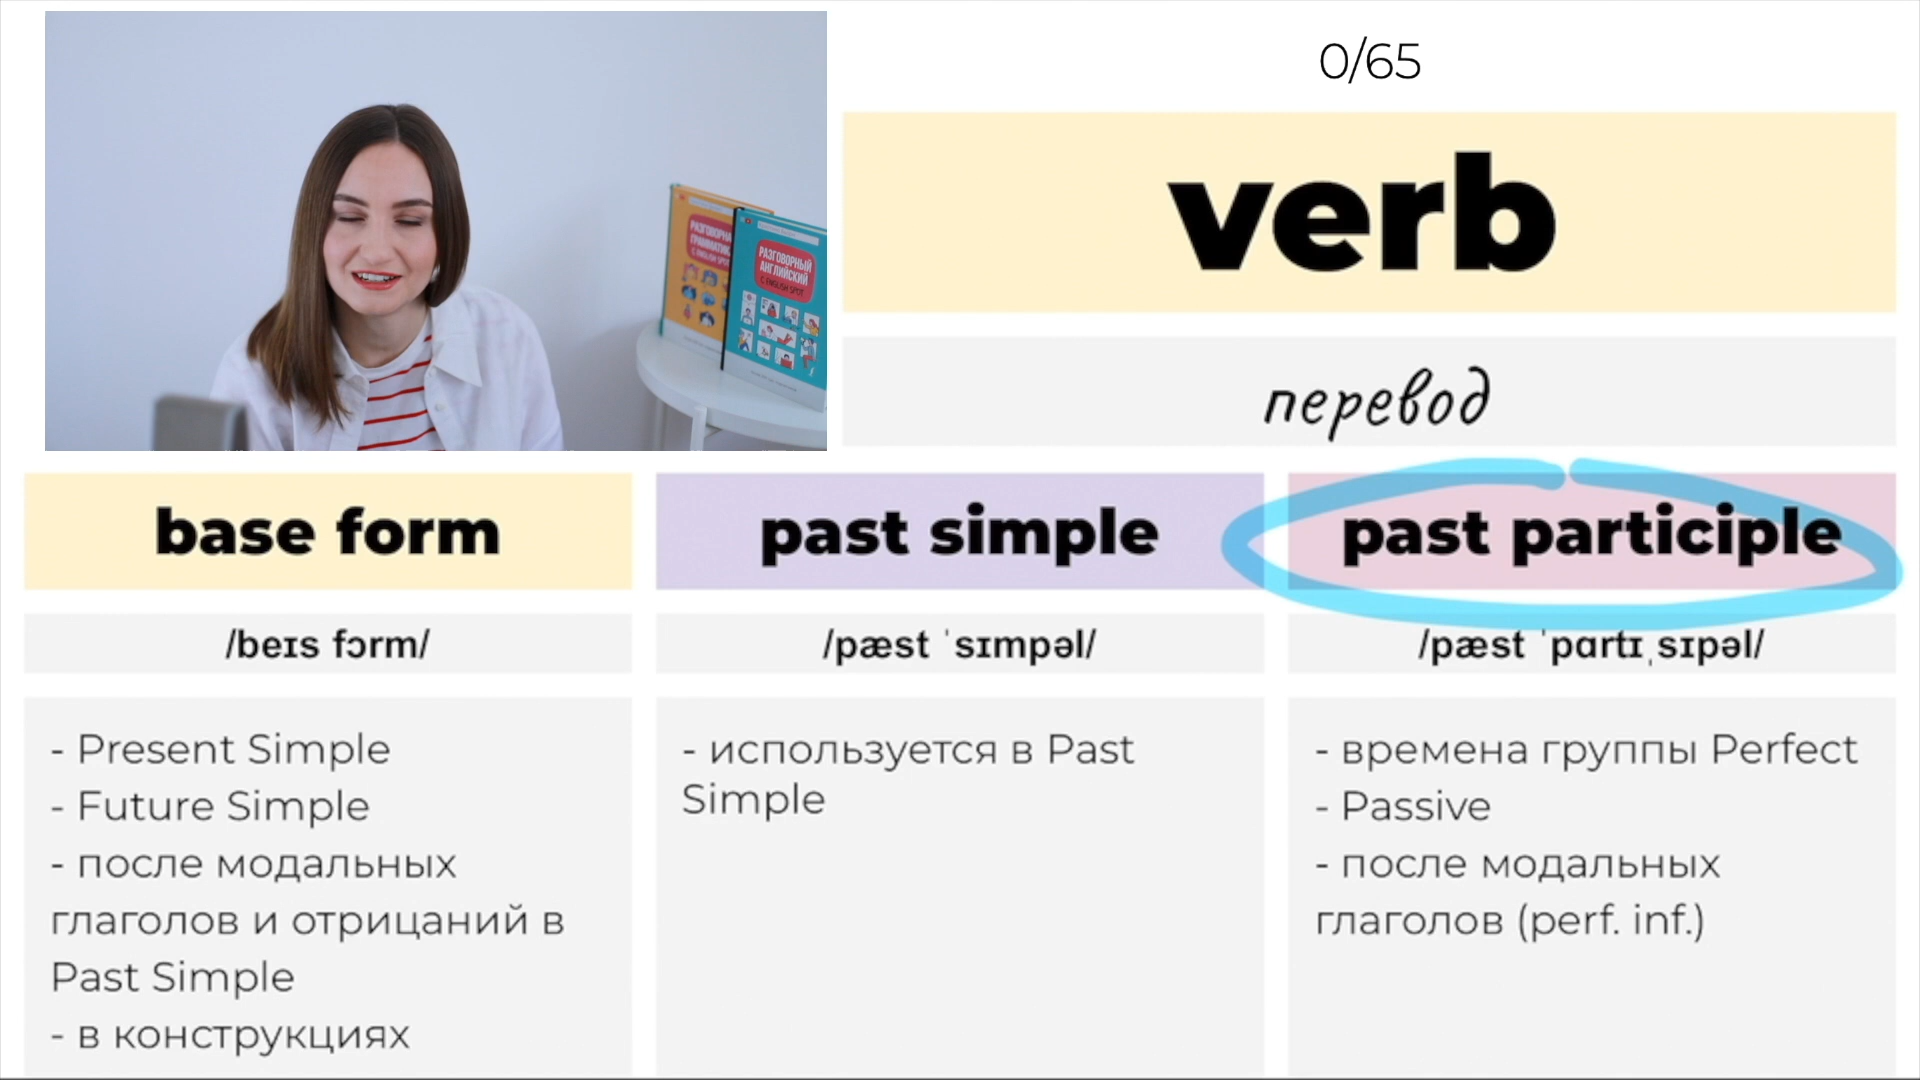 0/65
verb
перевод
РАЗГОВОРНЫЙ
АНГЛИЙСКИЙ
С ENGLISH SPOT
base form
past simple
past participle
/beɪs fɔrm/
/pæst ˈsɪmpəl/
/pæst ˈpɑrtɪˌsɪpəl/
- Present Simple
- Future Simple
- после модальных
глаголов и отрицаний в
Past Simple
- в конструкциях
- используется в Past
Simple
- времена группы Perfect
- Passive
- после модальных
глаголов (perf. inf.)